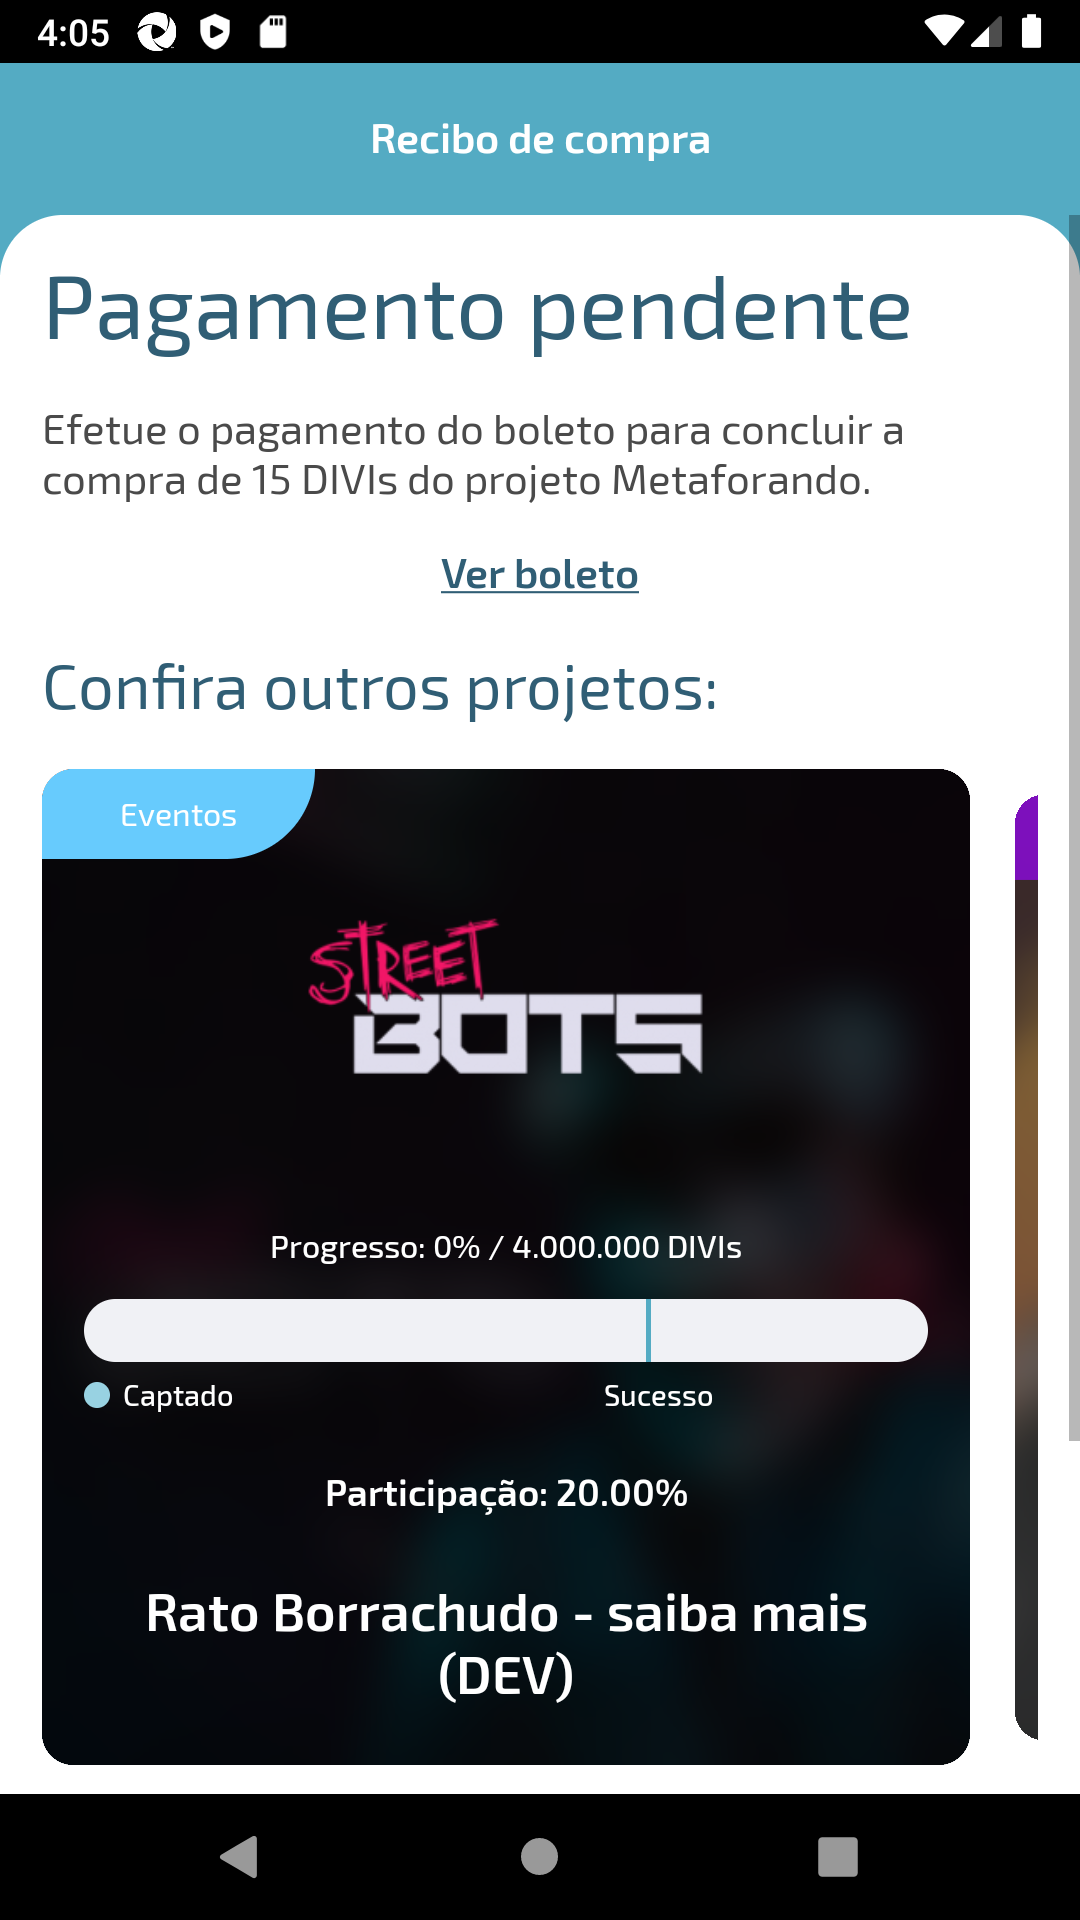 4:05
Recibo de compra
Pagamento pendente
Efetue o pagamento do boleto para concluir a
compra de 15 DIVIs do projeto Metaforando.
Ver boleto
Confira outros projetos:
Eventos
STREET
BOTS
Progresso: 0% / 4.000.000 DIVIs
Captado
Sucesso
Participação: 20.00%
Rato Borrachudo - saiba mais
(DEV)